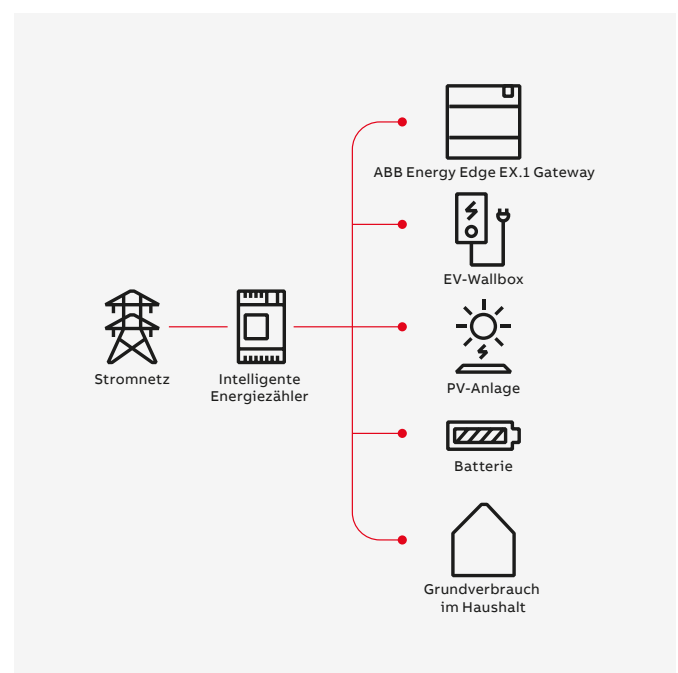 ABB Energy Edge EX.1 Gateway
EV-Wallbox
Stromnetz
Intelligente
Energiezähler
PV-Anlage
Batterie
Grundverbrauch
im Haushalt